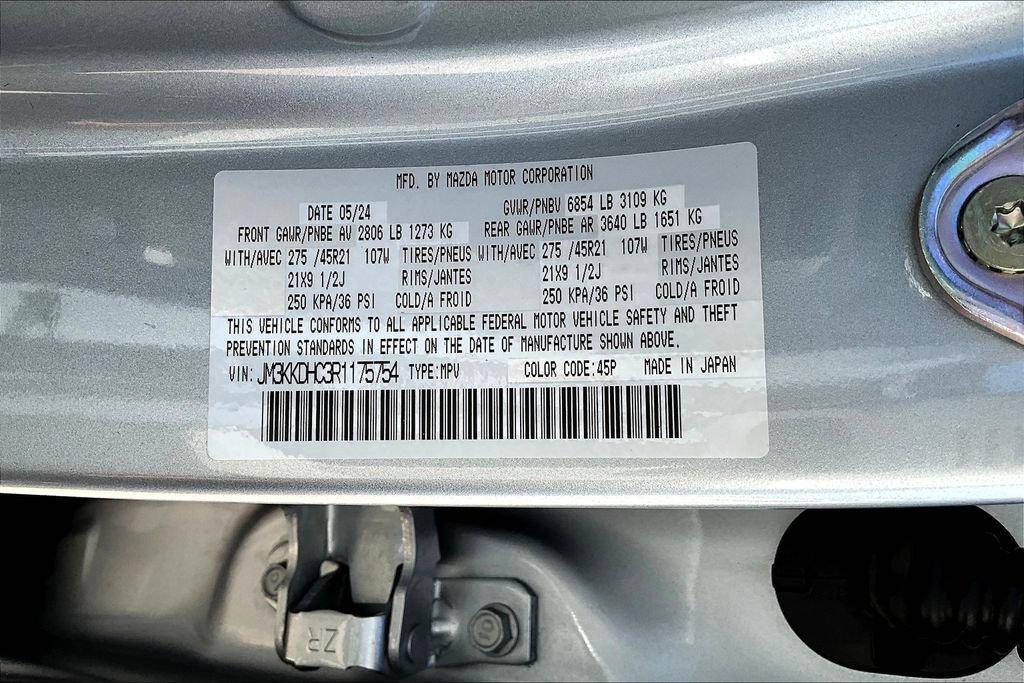 MFD. BY MAZDA MOTOR CORPORATION
DATE 05/24 GVWR/PNBV 6854 LB 3109 KG
FRONT GAWR/PNBE AV 2806 LB 1273 KG REAR GAWR/PNBE AR 3640 LB 1651 KG
WITH/AVEC 275 /45R21 107W TIRES/PNEUS WITH/AVEC 275 /45R21 107W TIRES/PNEUS
21X9 1/2J RIMS/JANTES 21X9 1/2J RIMS/JANTES
250 KPA/36 PSI COLD/A FROID 250 KPA/36 PSI COLD/A FROID
THIS VEHICLE CONFORMS TO ALL APPLICABLE FEDERAL MOTOR VEHICLE SAFETY AND THEFT
PREVENTION STANDARDS IN EFFECT ON THE DATE OF MANUFACTURE SHOWN ABOVE.
VIN: JM3KKDHC3R1175754 TYPE:MPV COLOR CODE:45P MADE IN JAPAN
ZR